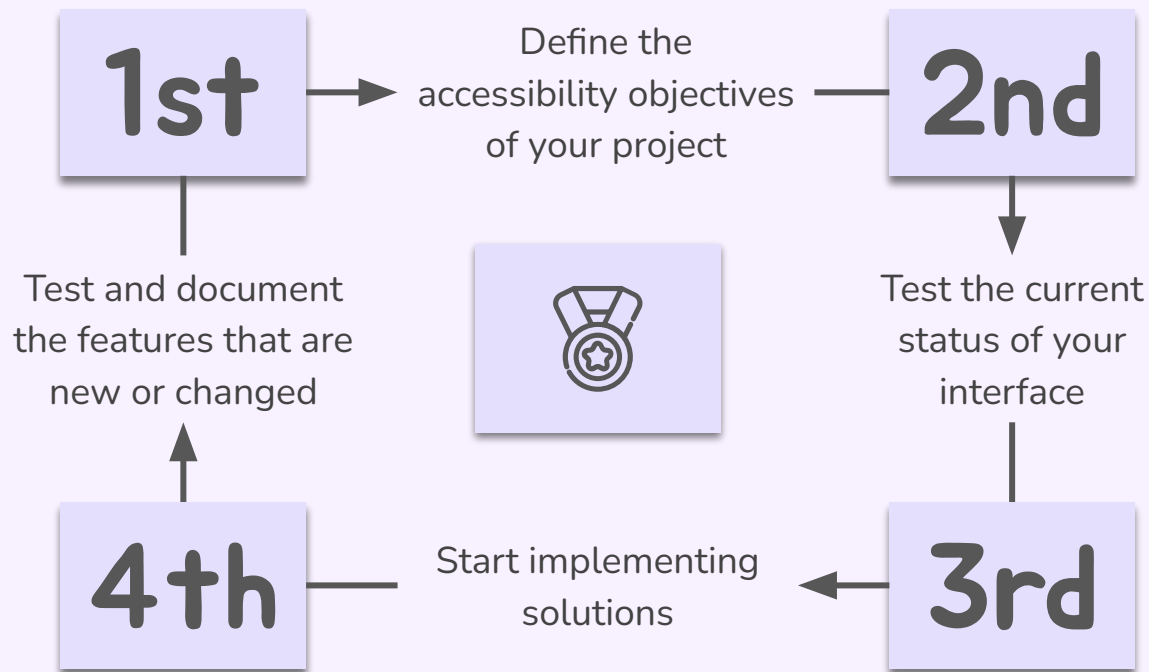 1st
Define the
accessibility objectives
of your project
2nd
Test the current
status of your
interface
3rd
Start implementing
solutions
4th
Test and document
the features that are
new or changed